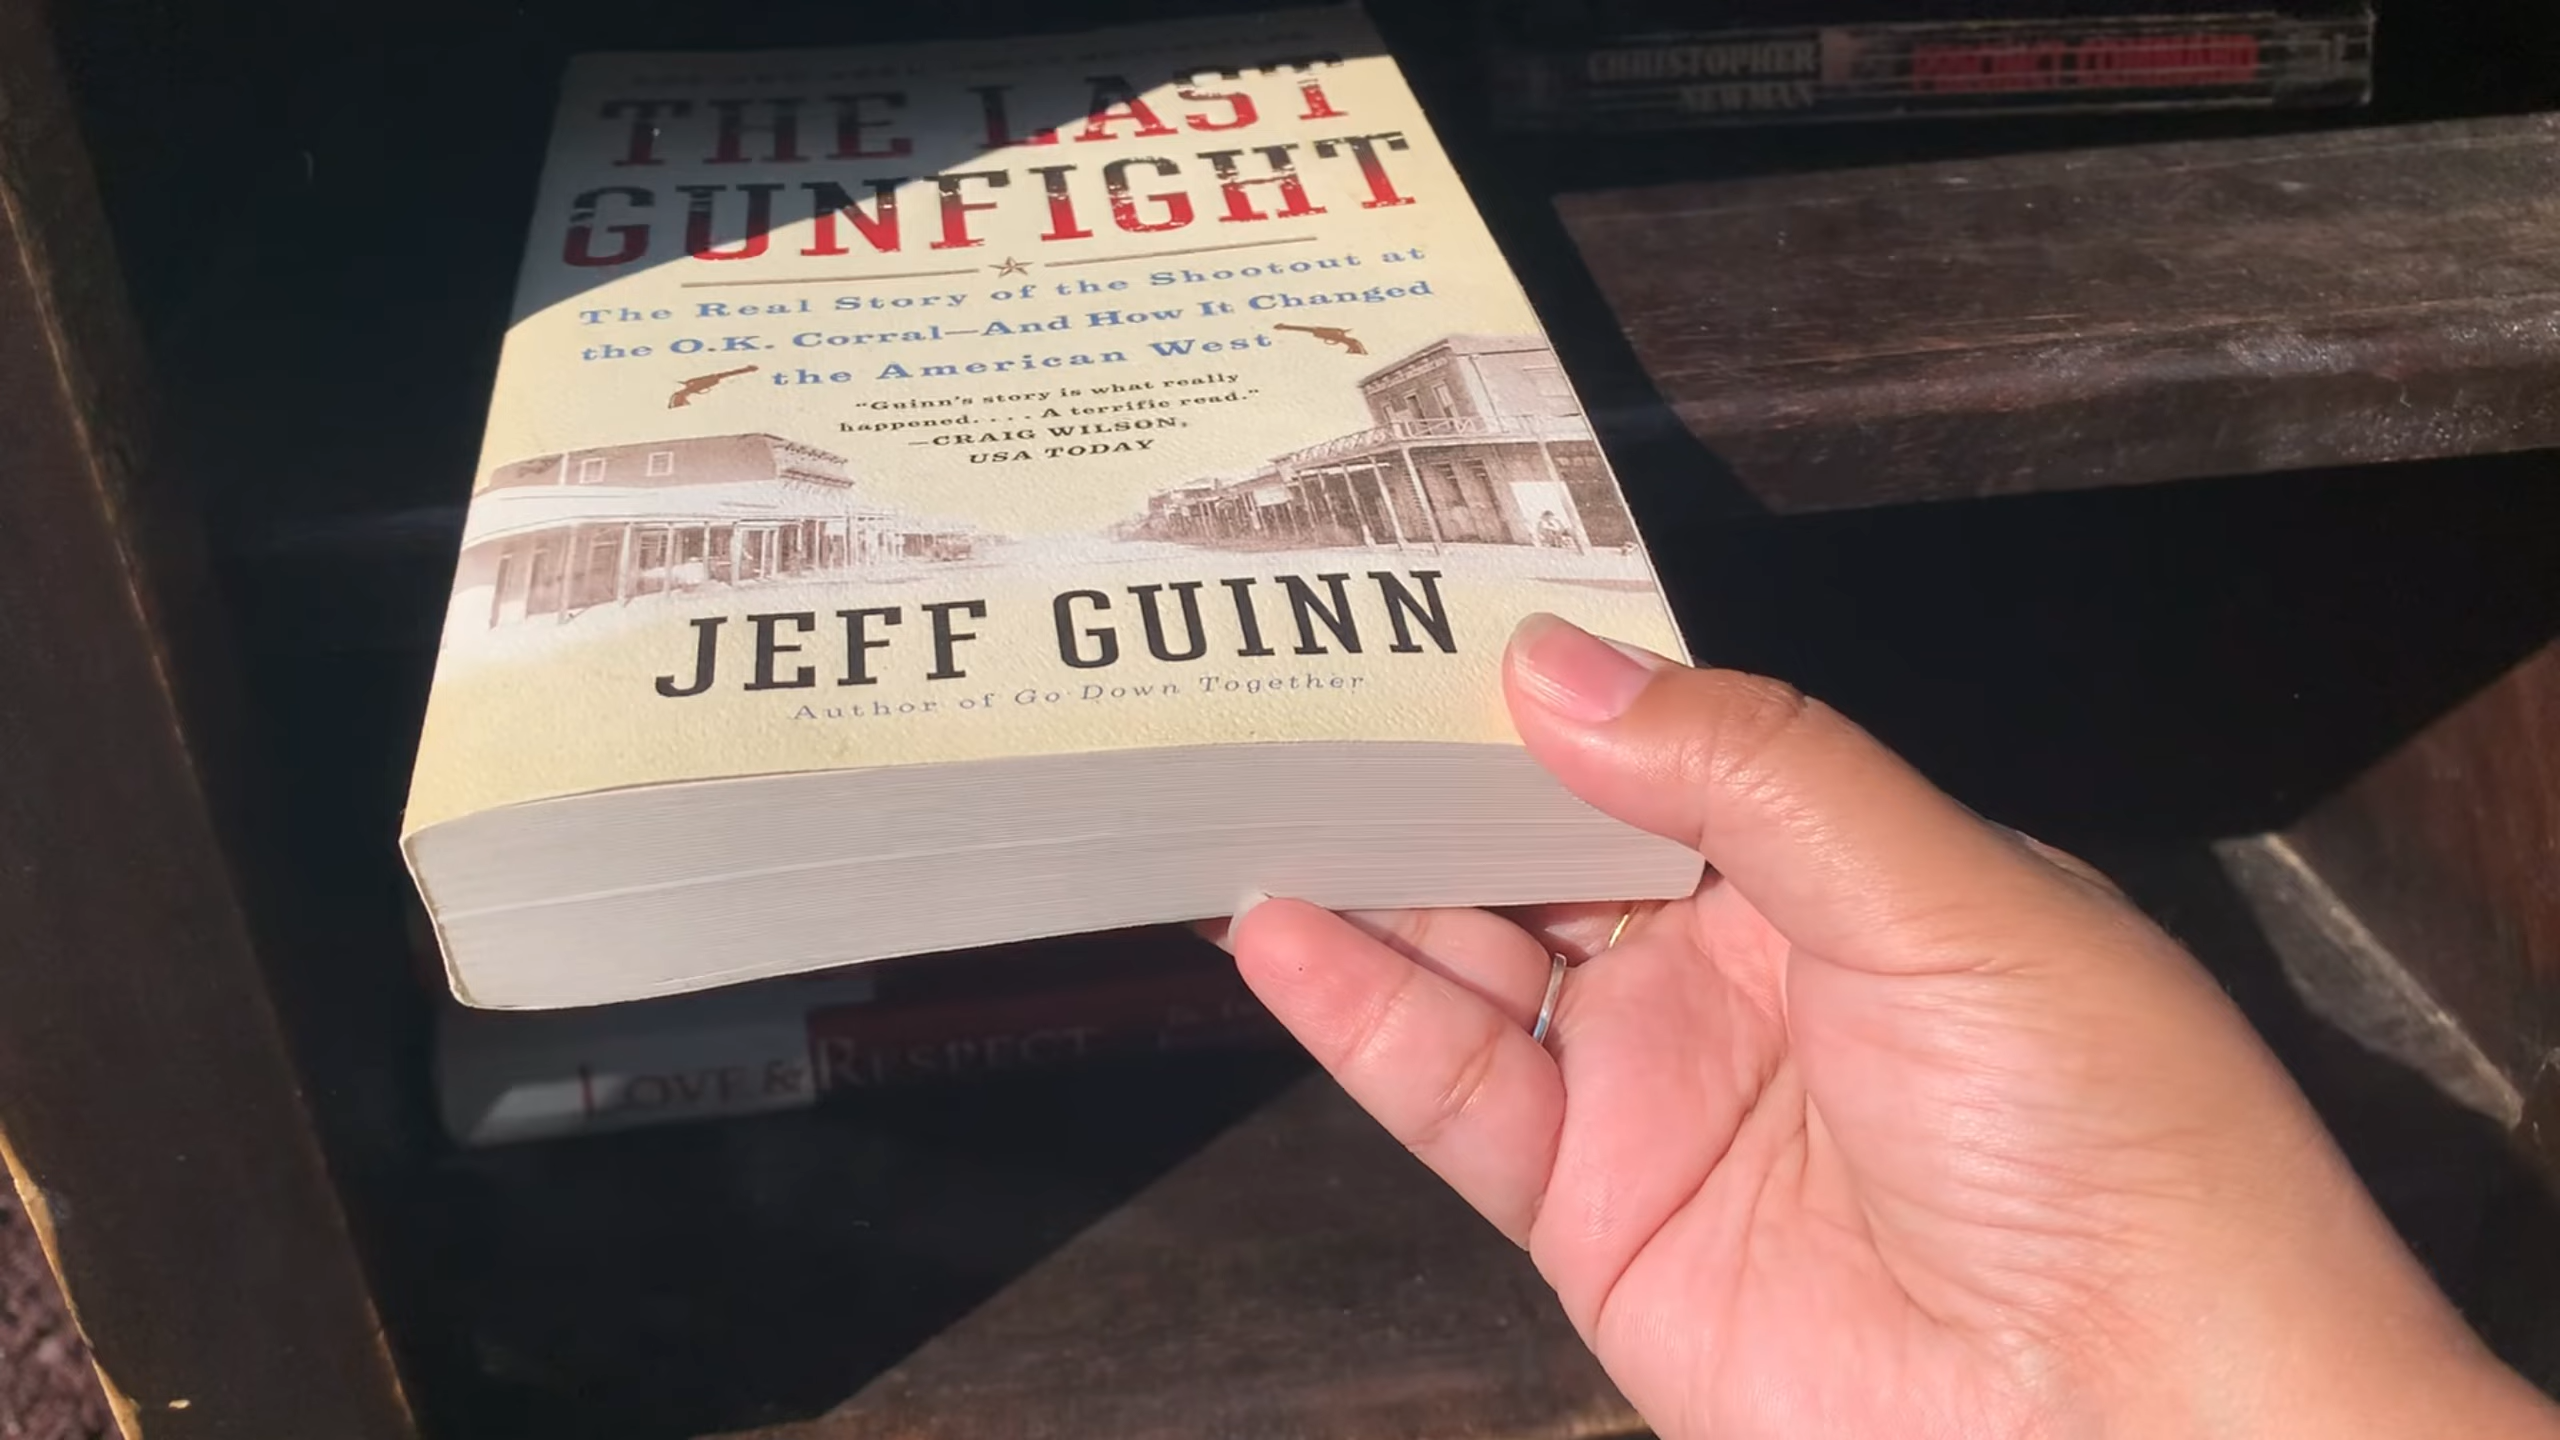 THE LAST
GUNFIGHT
The Real Story of the Shootout at
the O.K. Corral—And How It Changed
the American West
“Guinn's story is what really
happened. . . . A terrific read.”
—CRAIG WILSON,
USA TODAY
JEFF GUINN
Author of Go Down Together
CHRISTOPHER
NEWMAN
LOVE & RESPECT